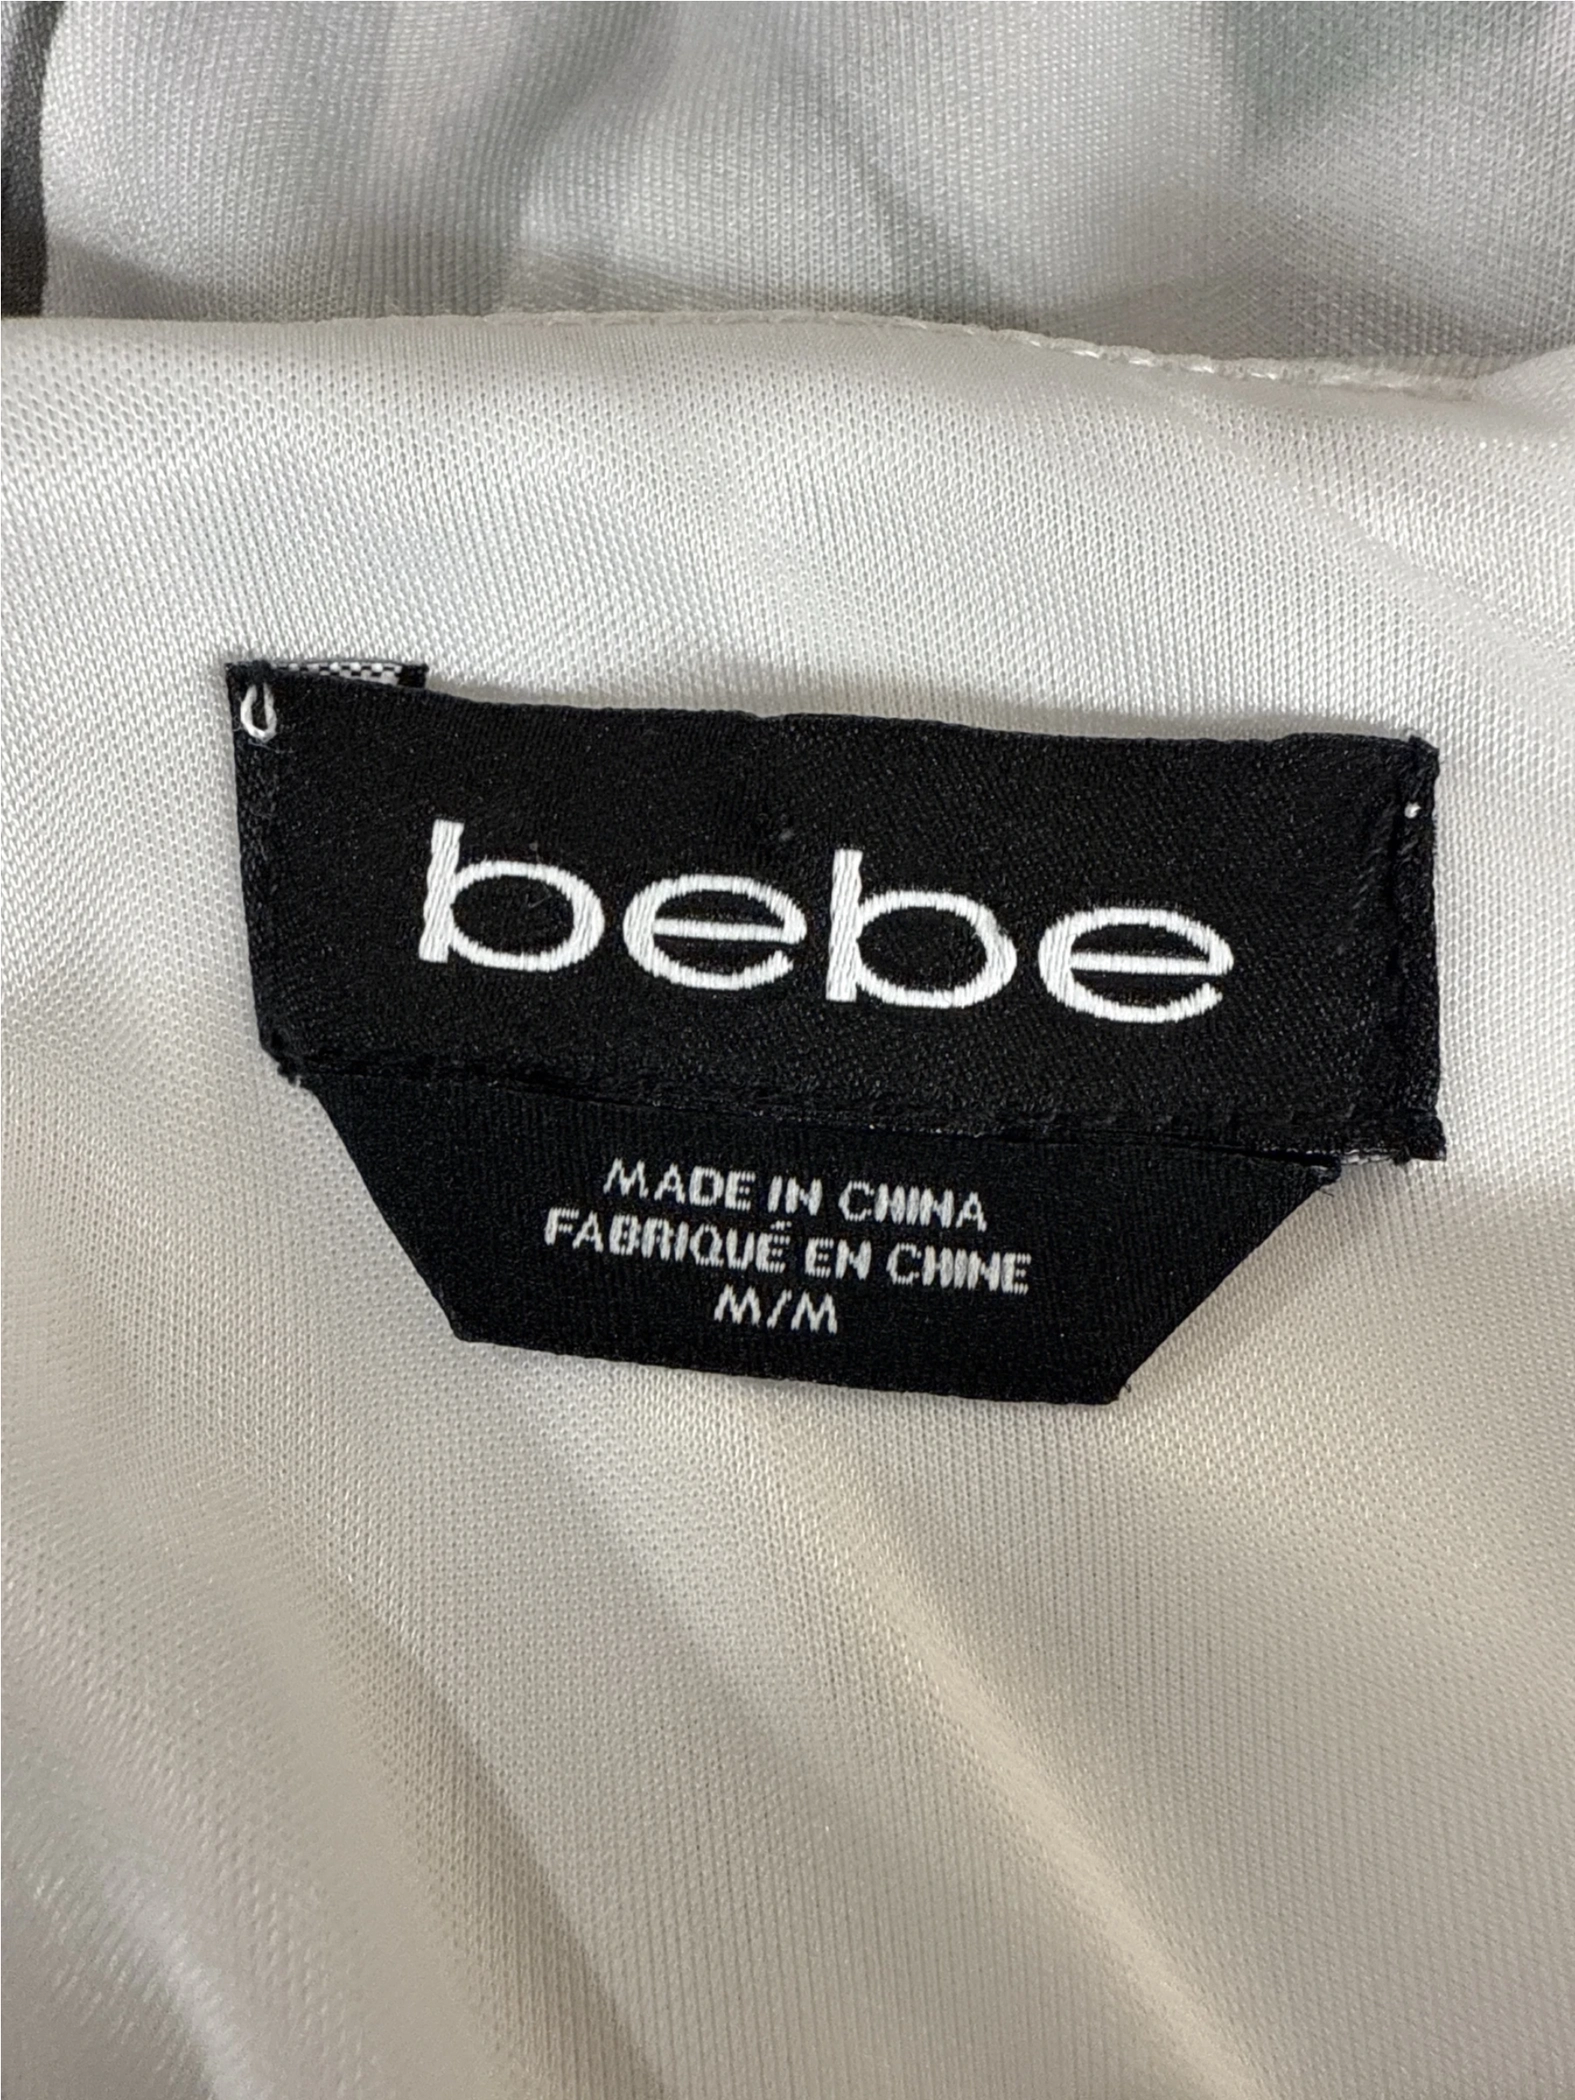 bebe
MADE IN CHINA
FABRIQUÉ EN CHINE
M/M